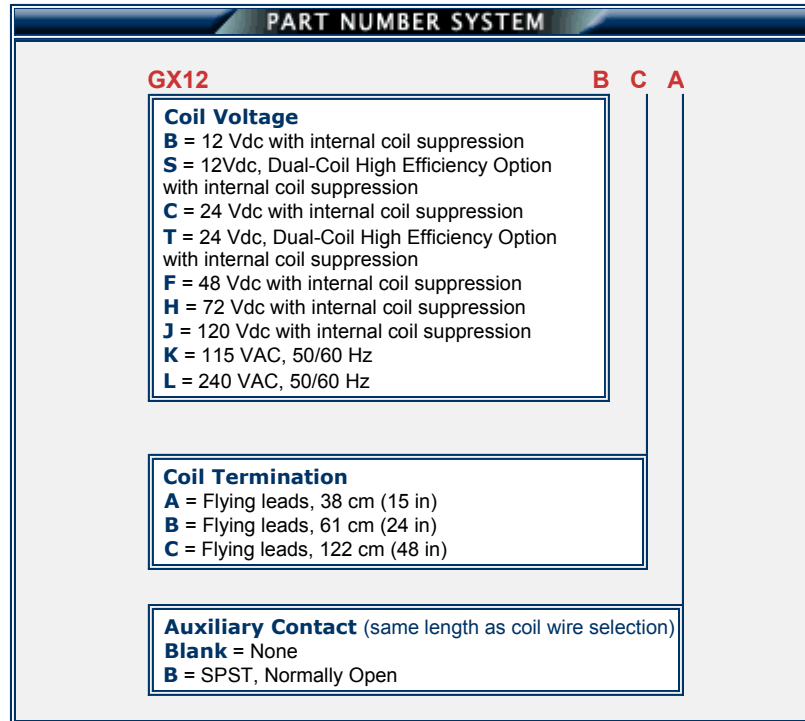 PART NUMBER SYSTEM
GX12 B C A
Coil Voltage
B = 12 Vdc with internal coil suppression
S = 12Vdc, Dual-Coil High Efficiency Option
with internal coil suppression
C = 24 Vdc with internal coil suppression
T = 24 Vdc, Dual-Coil High Efficiency Option
with internal coil suppression
F = 48 Vdc with internal coil suppression
H = 72 Vdc with internal coil suppression
J = 120 Vdc with internal coil suppression
K = 115 VAC, 50/60 Hz
L = 240 VAC, 50/60 Hz
Coil Termination
A = Flying leads, 38 cm (15 in)
B = Flying leads, 61 cm (24 in)
C = Flying leads, 122 cm (48 in)
Auxiliary Contact (same length as coil wire selection)
Blank = None
B = SPST, Normally Open